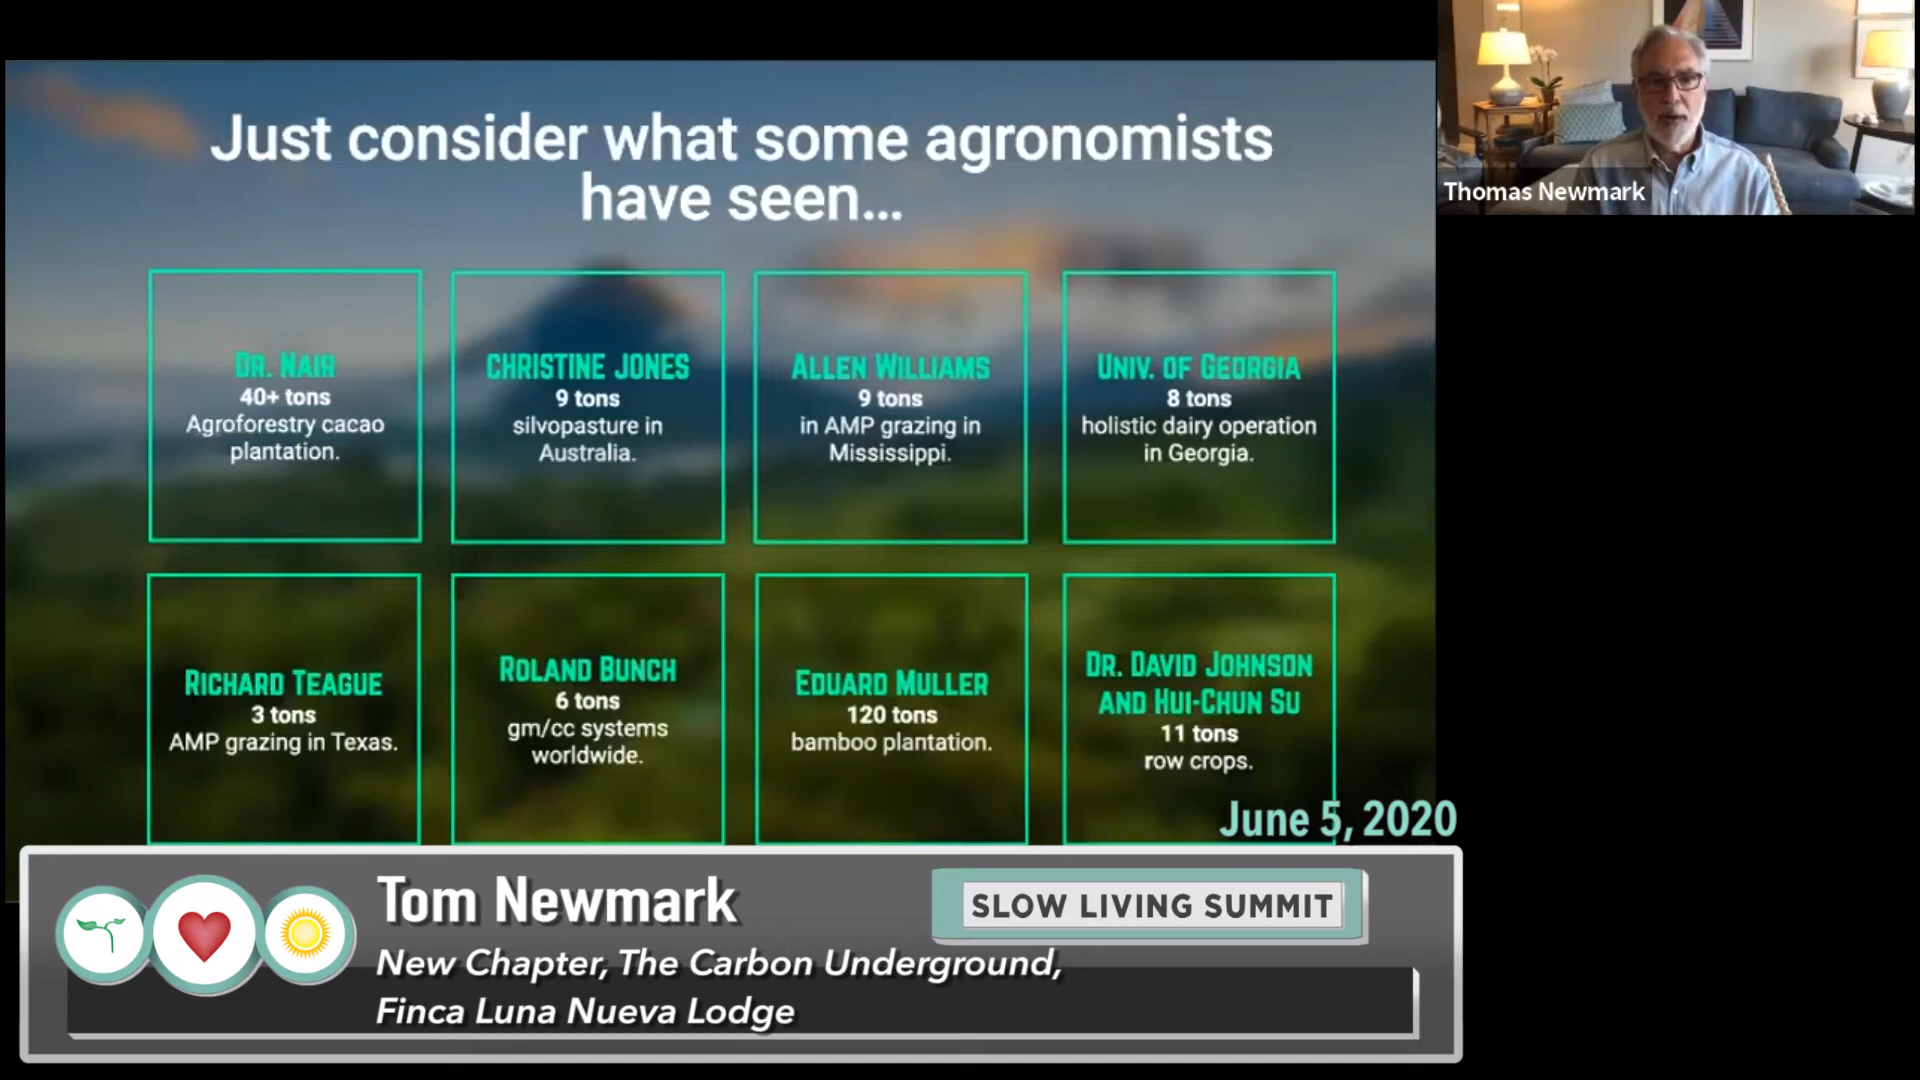 Just consider what some agronomists
have seen...
DR. NAIR
40+ tons
Agroforestry cacao
plantation.
CHRISTINE JONES
9 tons
silvopasture in
Australia.
ALLEN WILLIAMS
9 tons
in AMP grazing in
Mississippi.
UNIV. OF GEORGIA
8 tons
holistic dairy operation
in Georgia.
RICHARD TEAGUE
3 tons
AMP grazing in Texas.
ROLAND BUNCH
6 tons
gm/cc systems
worldwide.
EDUARD MULLER
120 tons
bamboo plantation.
DR. DAVID JOHNSON
AND HUI-CHUN SU
11 tons
row crops.
Thomas Newmark
June 5, 2020
Tom Newmark
SLOW LIVING SUMMIT
New Chapter, The Carbon Underground,
Finca Luna Nueva Lodge